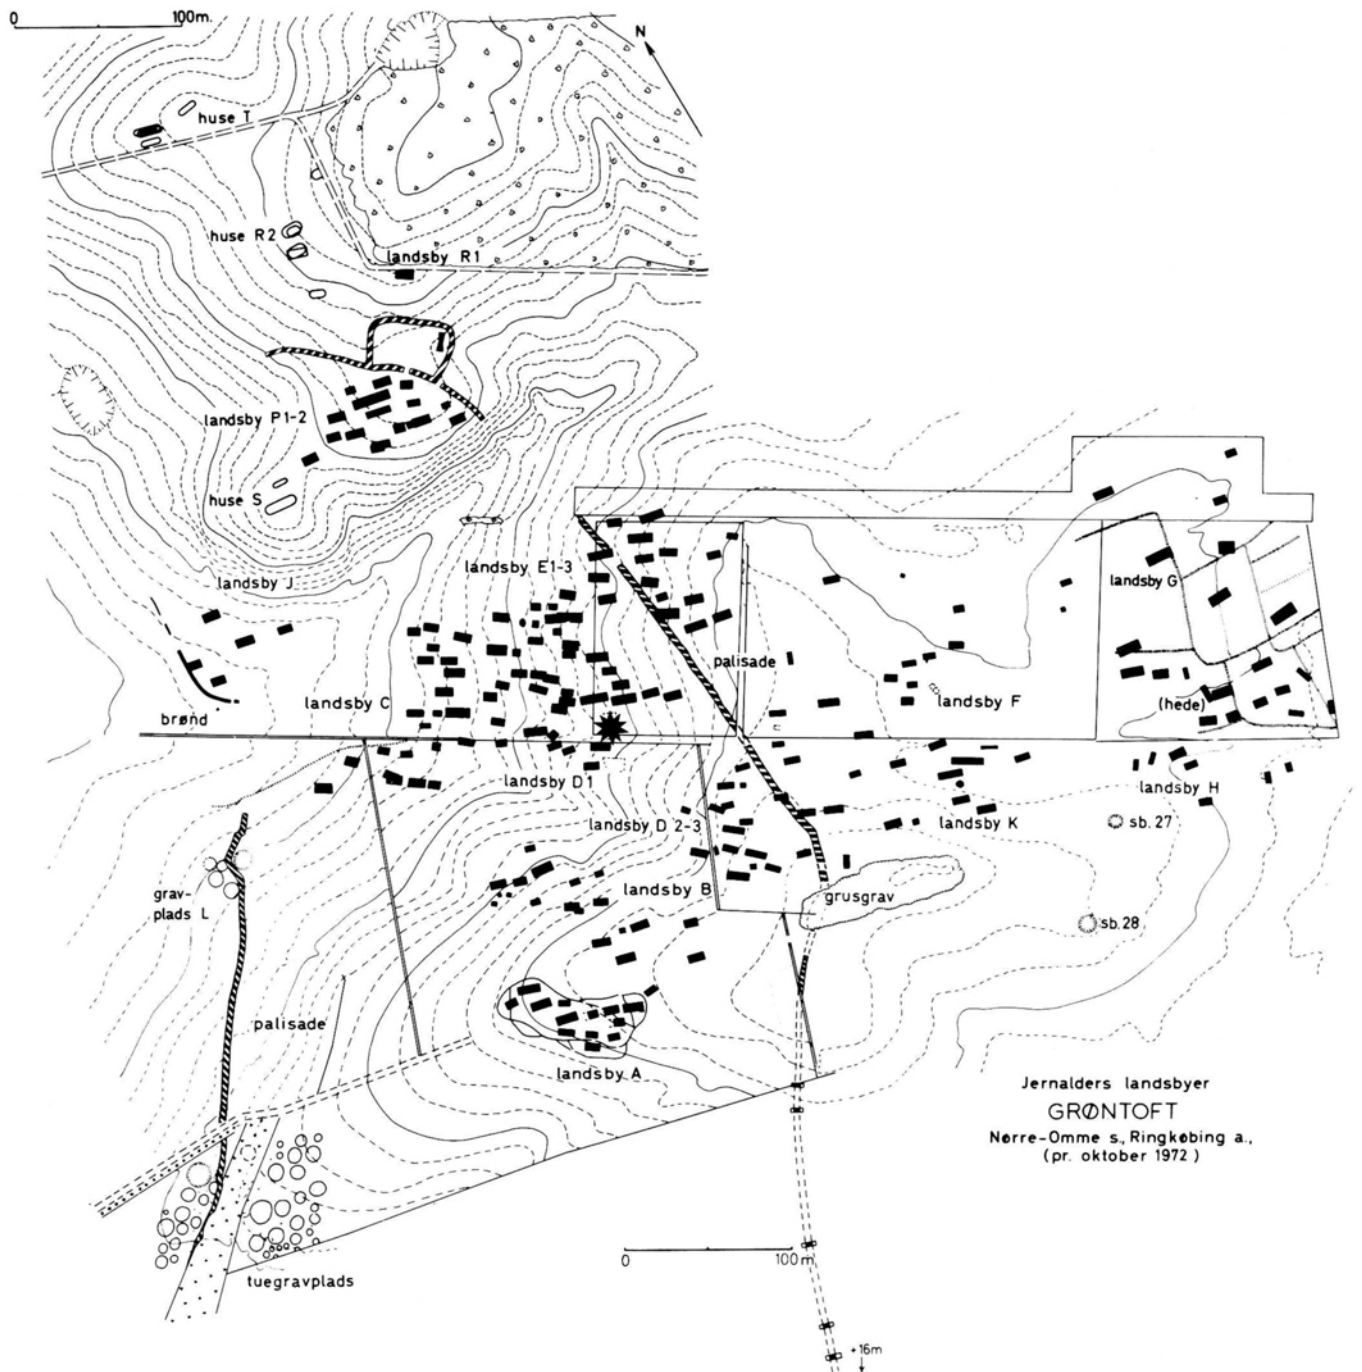 0 100m.
N
huse T
huse R2
landsby R1
landsby P1-2
huse S
landsby E1-3
landsby J
landsby G
palisade
landsby C
landsby F
(hede)
brønd
landsby D1
landsby H
landsby D 2-3
landsby K
sb. 27
grav-
plads L
landsby B
grusgrav
sb. 28
palisade
landsby A
Jernalders landsbyer
GRØNTOFT
Nørre-Omme s., Ringkøbing a.,
(pr. oktober 1972)
0 100m
tuegravplads
+16m